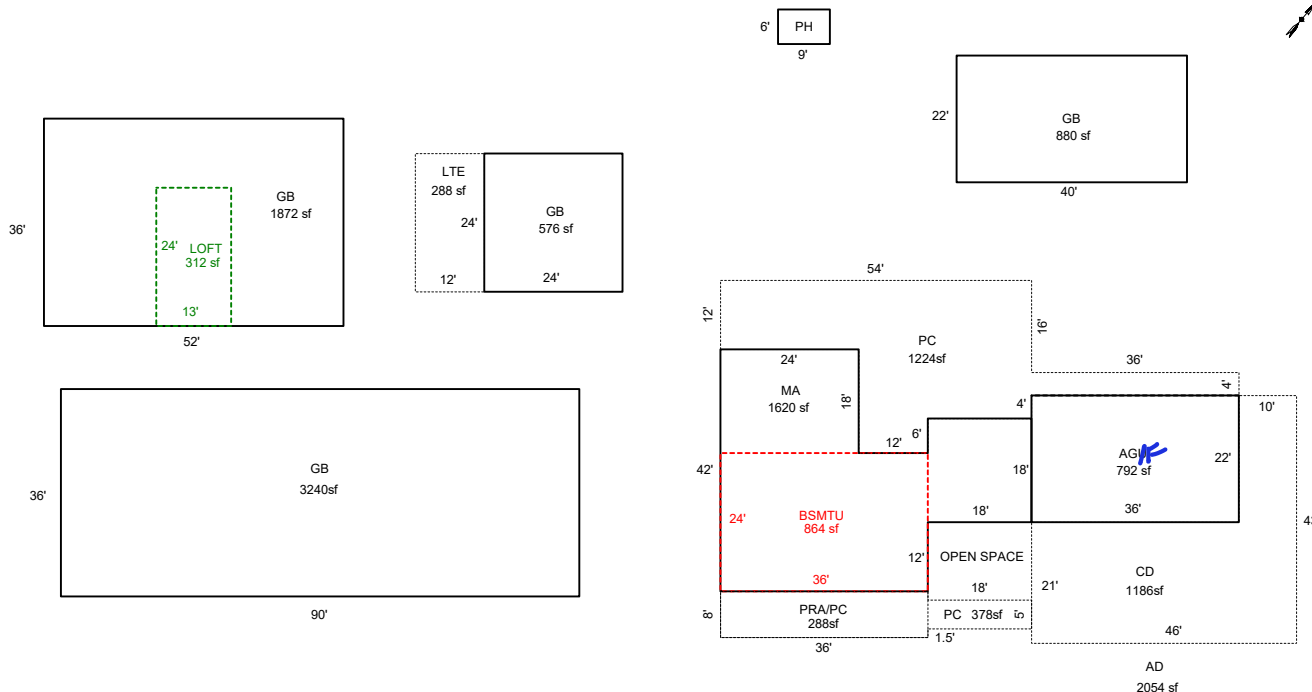 6'
PH
9'
22'
GB
880 sf
40'
36'
GB
1872 sf
24'
LOFT
312 sf
13'
52'
LTE
288 sf
24'
12'
GB
576 sf
24'
36'
GB
3240sf
90'
54'
12'
16'
PC
1224sf
36'
4'
10'
24'
MA
1620 sf
18'
12'
6'
4'
42'
18'
18'
792 sf
22'
36'
24'
BSMTU
864 sf
36'
12'
OPEN SPACE
18'
21'
CD
1186sf
8'
PRA/PC
288sf
36'
PC 378sf
5'
1.5'
46'
AD
2054 sf